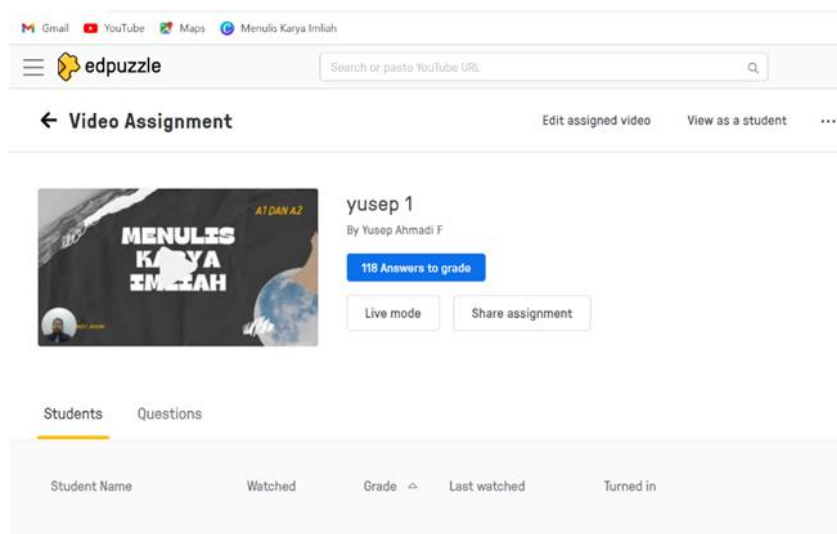 Gmail YouTube Maps Menulis Karya Imliah
edpuzzle Search or paste YouTube URL
Video Assignment Edit assigned video View as a student
A1 DAN A2
MENULIS
KARYA
IMLIAH
yusep 1
By Yusep Ahmadi F
118 Answers to grade
Live mode Share assignment
Students Questions
Student Name Watched Grade Last watched Turned in